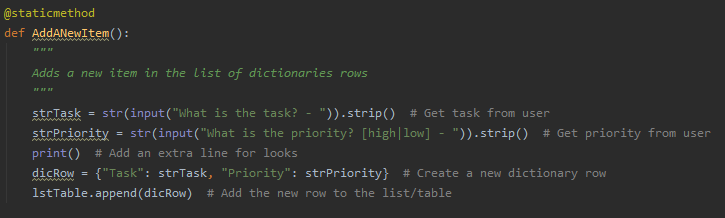 @staticmethod
def AddANewItem():
    """
    Adds a new item in the list of dictionaries rows
    """
    strTask = str(input("What is the task? - ")).strip()  # Get task from user
    strPriority = str(input("What is the priority? [high|low] - ")).strip()  # Get priority from user
    print()  # Add an extra line for looks
    dicRow = {"Task": strTask, "Priority": strPriority}  # Create a new dictionary row
    lstTable.append(dicRow)  # Add the new row to the list/table